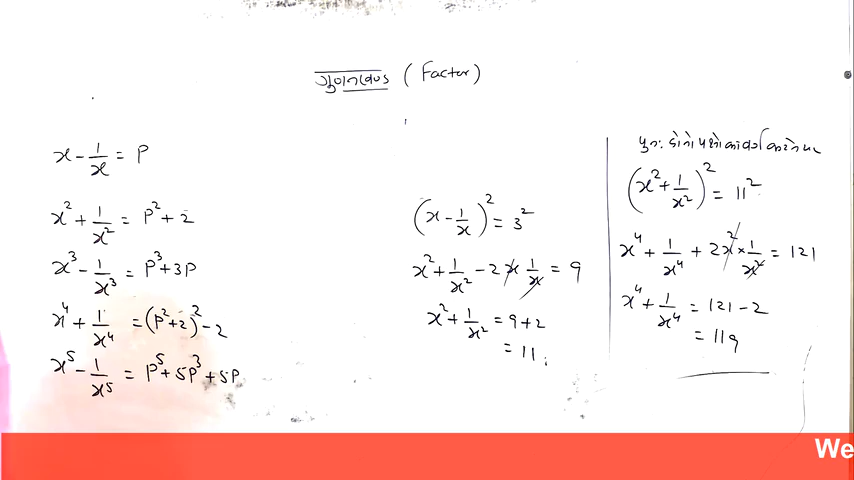 (Factor)
x - 1/x = P
x² + 1/x² = P² + 2
x³ - 1/x³ = P³ + 3P
x⁴ + 1/x⁴ = (P² + 2)² - 2
x⁵ - 1/x⁵ = P⁵ + 5P³ + 5P
(x - 1/x)² = 3²
x² + 1/x² - 2x × 1/x = 9
x² + 1/x² = 9 + 2
= 11
(x² + 1/x²)² = 11²
x⁴ + 1/x⁴ + 2x² × 1/x² = 121
x⁴ + 1/x⁴ = 121 - 2
= 119
We